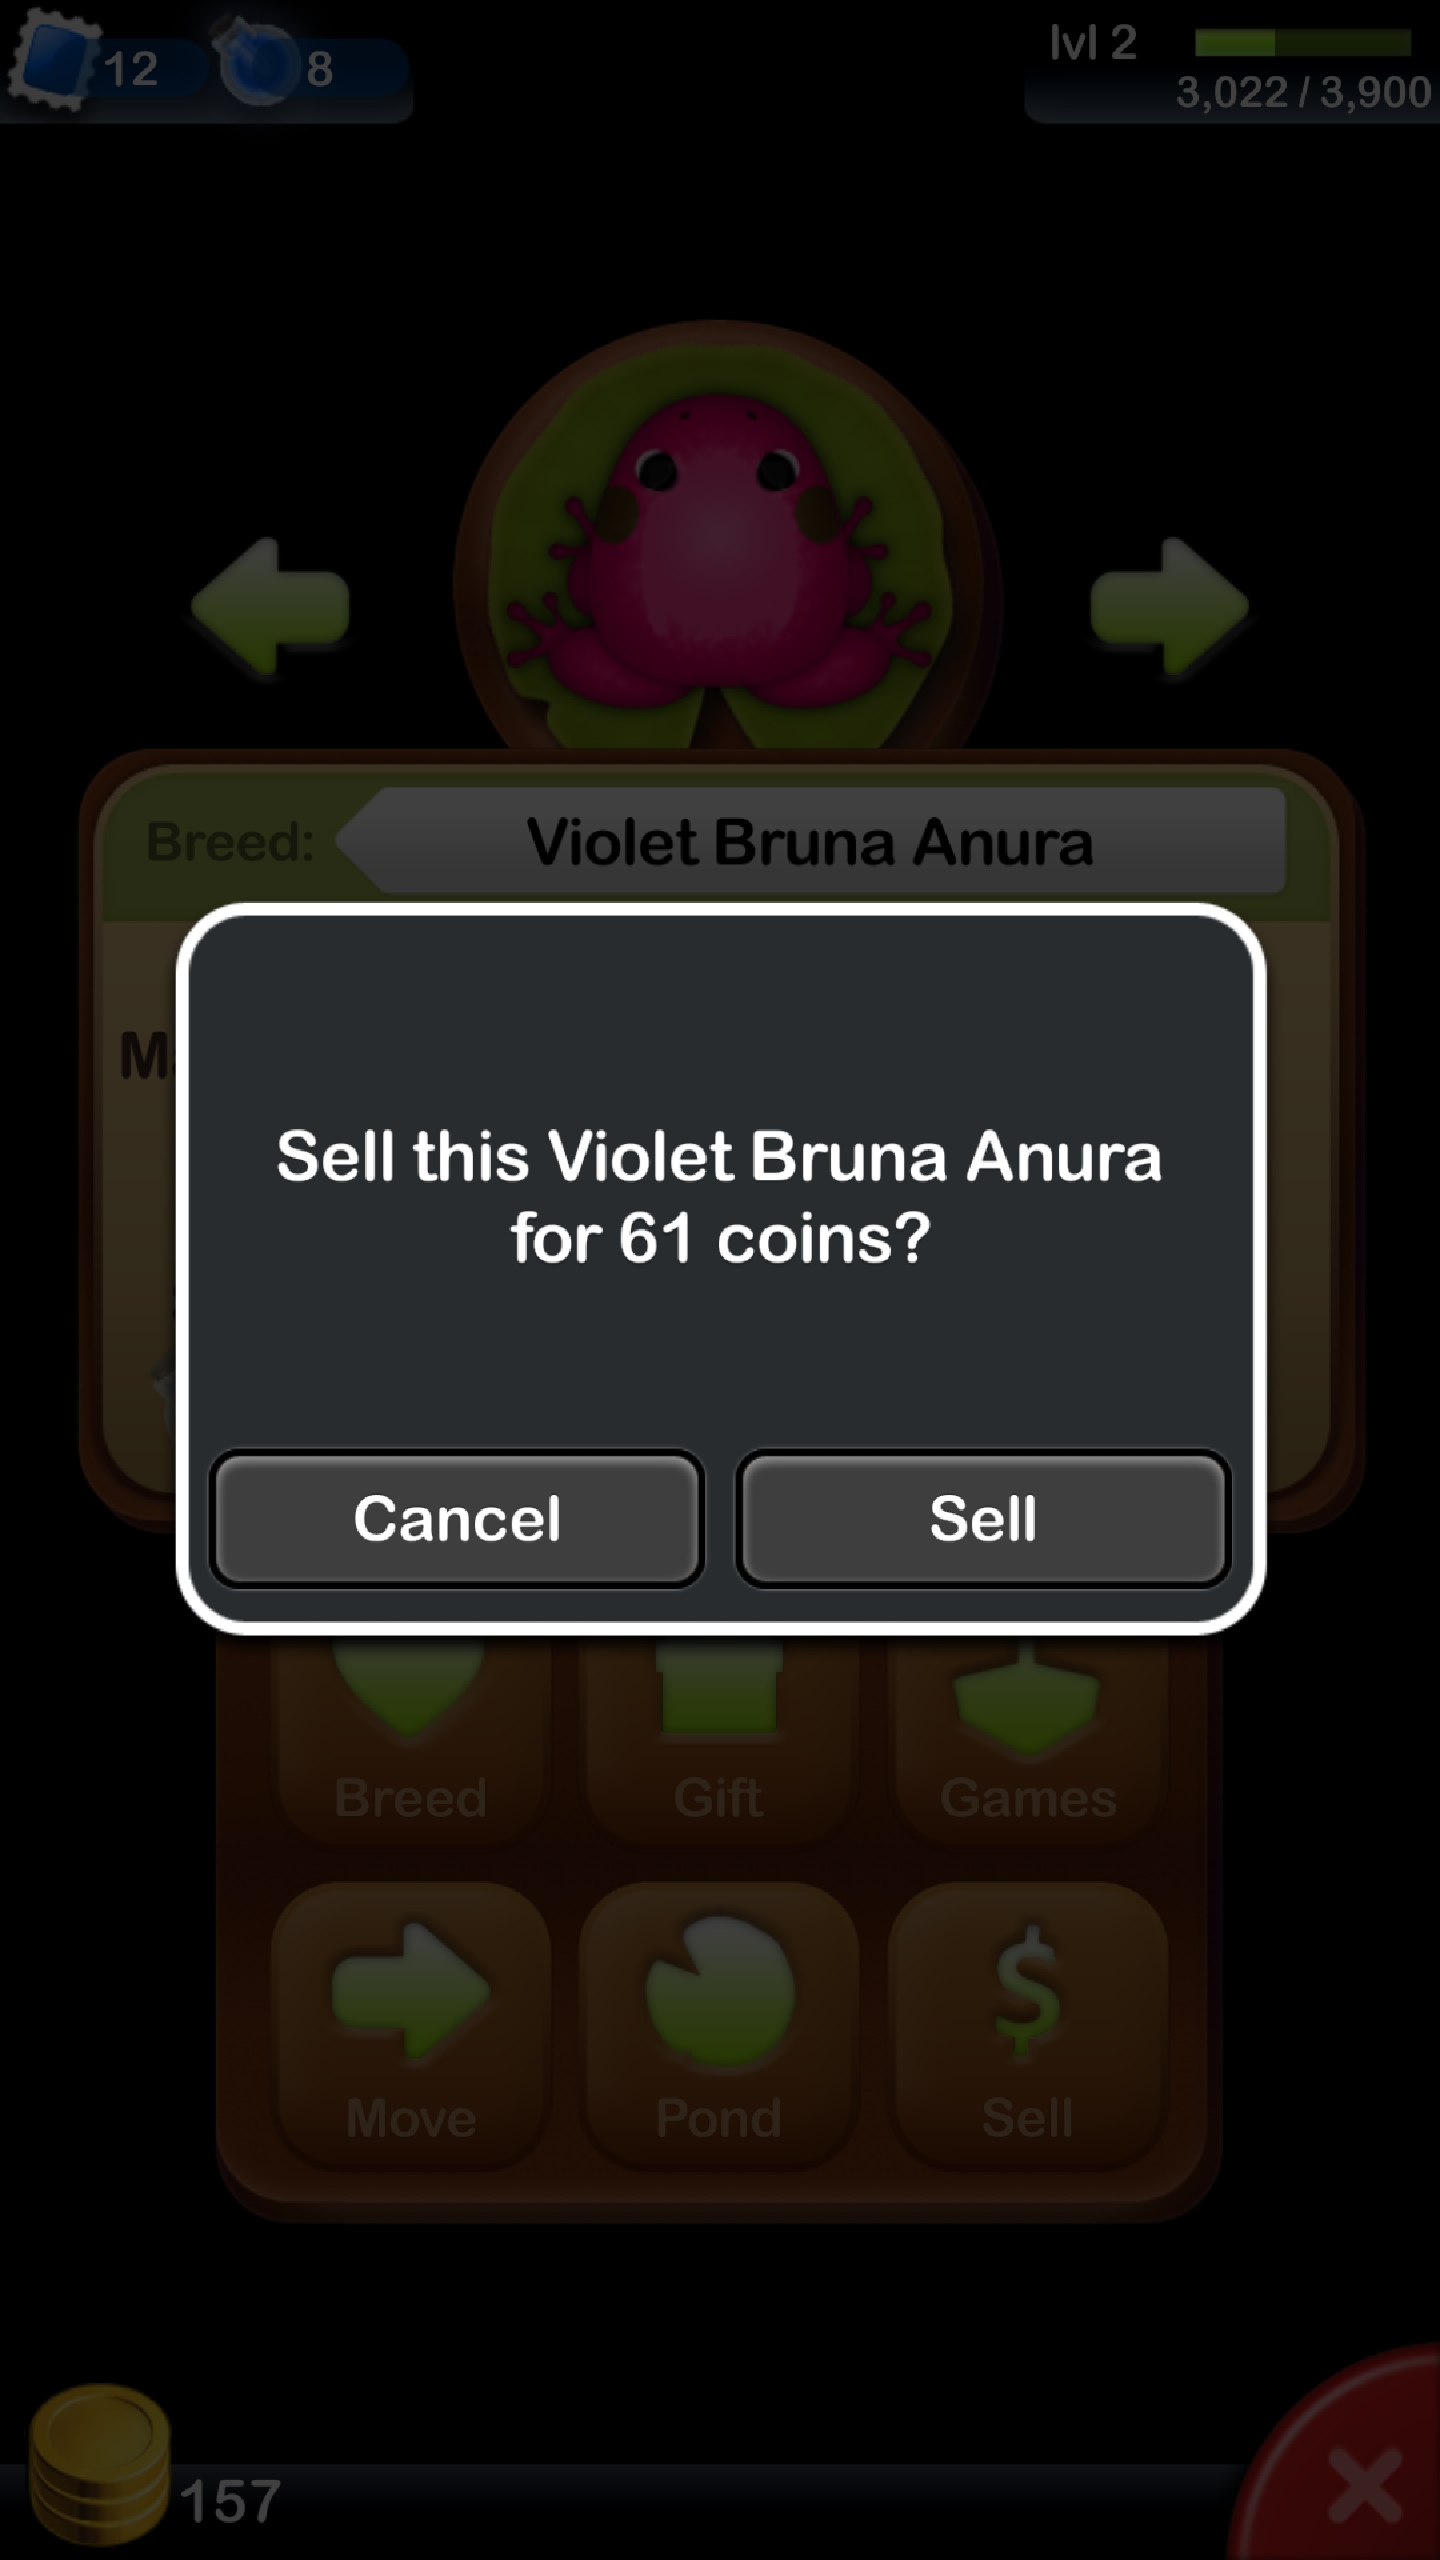 12
8
lvl 2
3,022 / 3,900
Breed:
Violet Bruna Anura
Sell this Violet Bruna Anura
for 61 coins?
Cancel
Sell
Breed
Gift
Games
Move
Pond
Sell
157